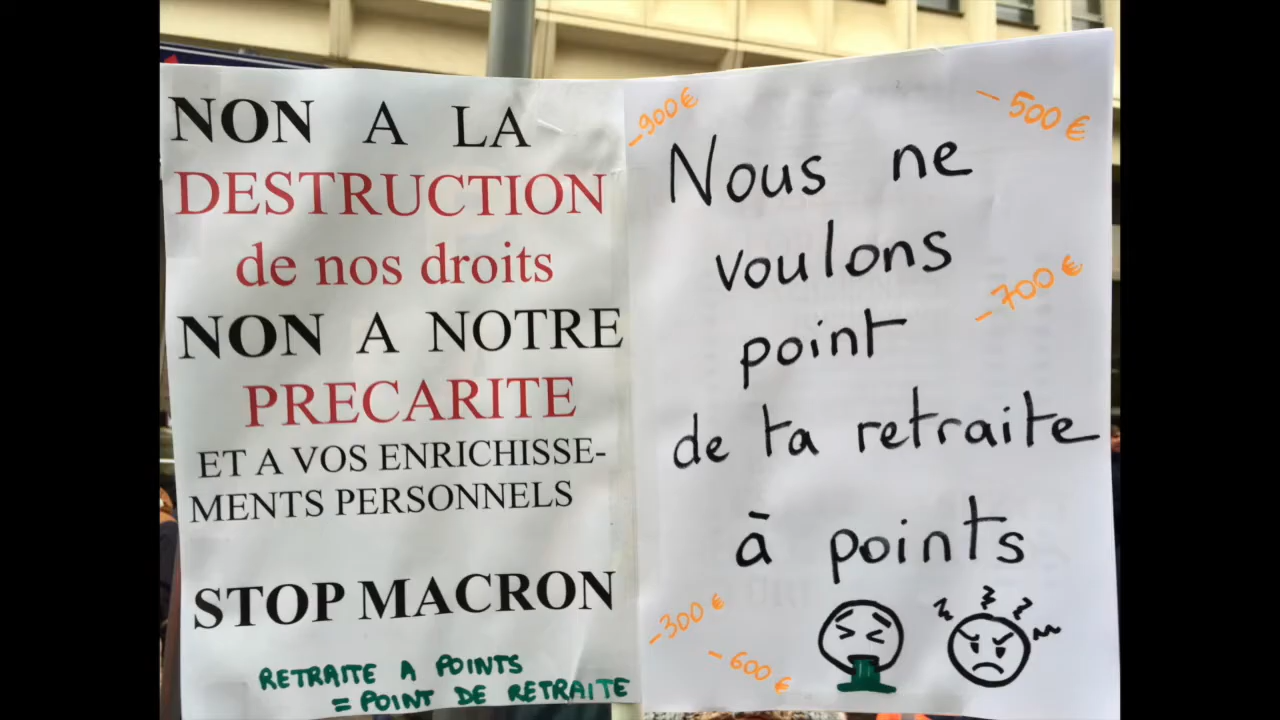 NON A LA
DESTRUCTION
de nos droits
NON A NOTRE
PRECARITE
ET A VOS ENRICHISSE-
MENTS PERSONNELS
STOP MACRON
RETRAITE A POINTS
= POINT DE RETRAITE
-900€
-500€
Nous ne
voulons
-700€
point
de ta retraite
à points
-300€
-600€